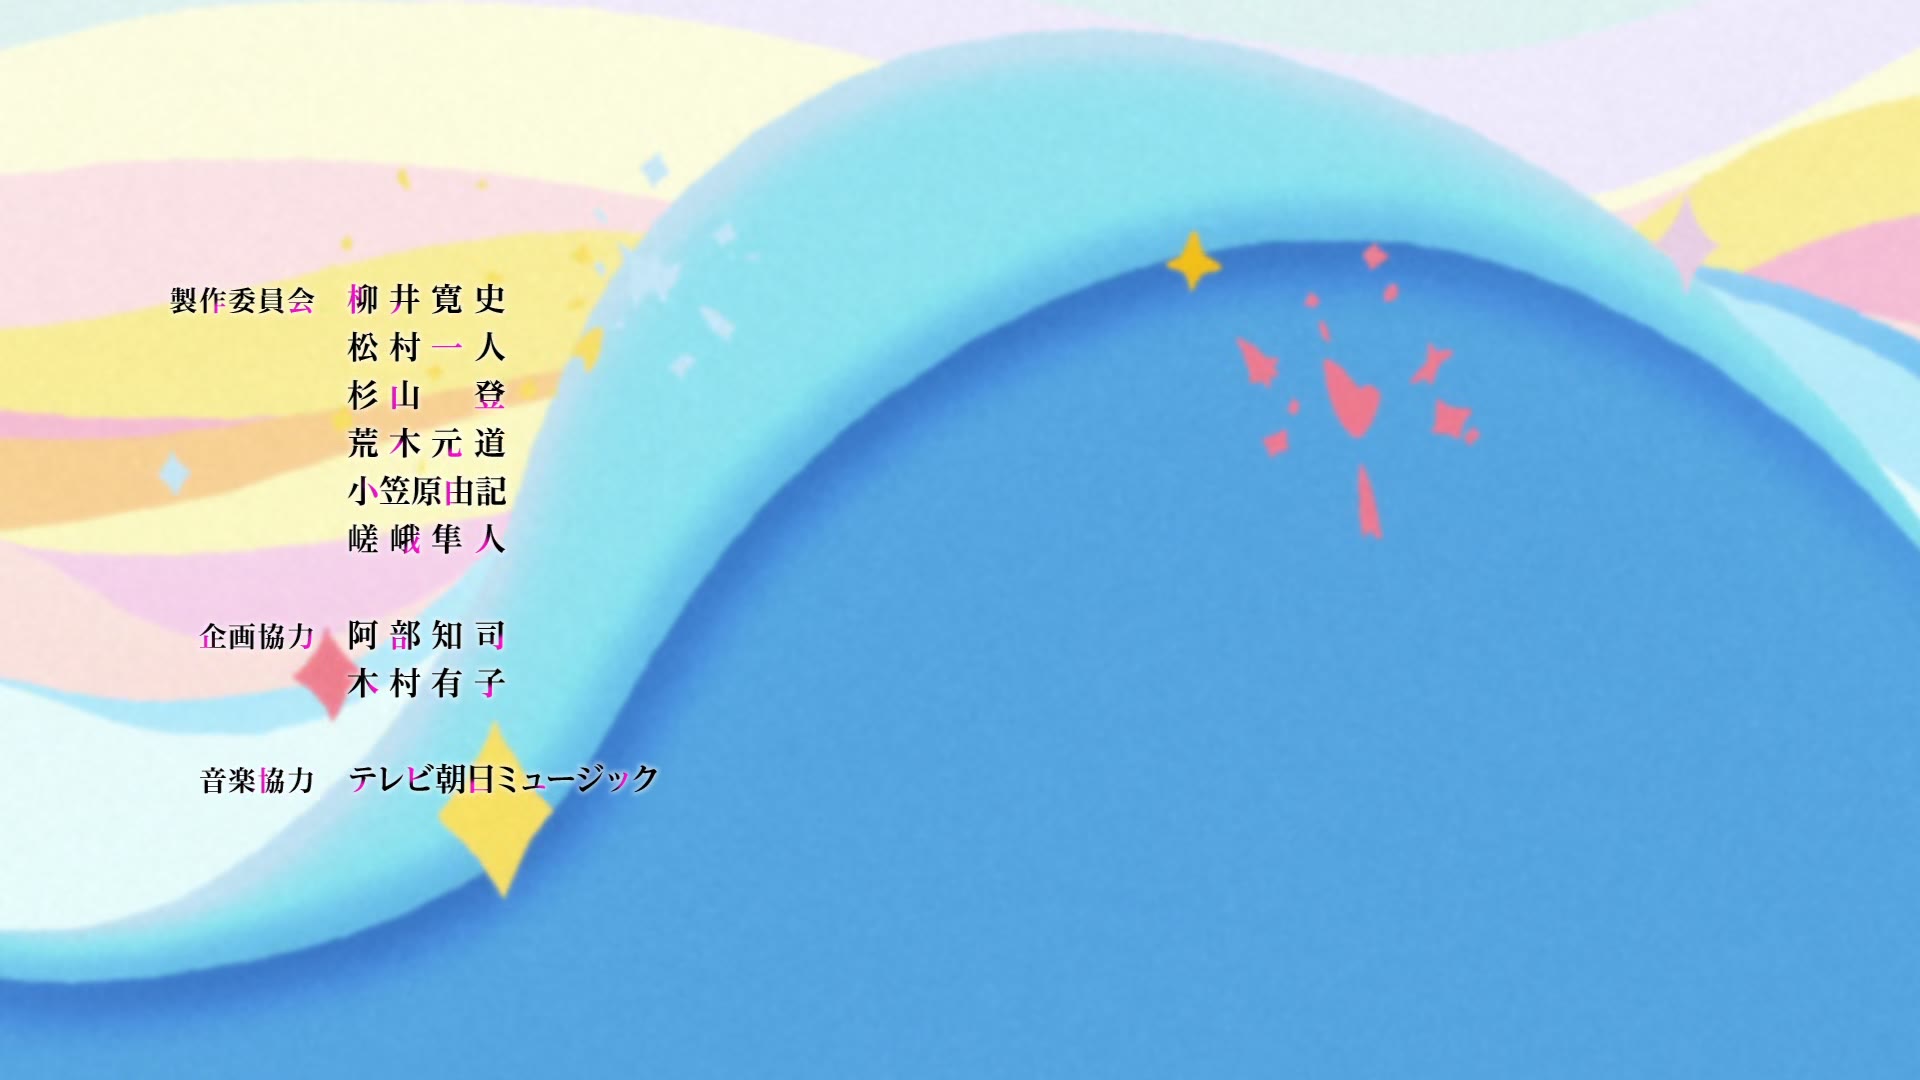 製作委員会 柳井寛史
松村一人
杉山 登
荒木元道
小笠原由記
嵯峨隼人
企画協力 阿部知司
木村有子
音楽協力 テレビ朝日ミュージック